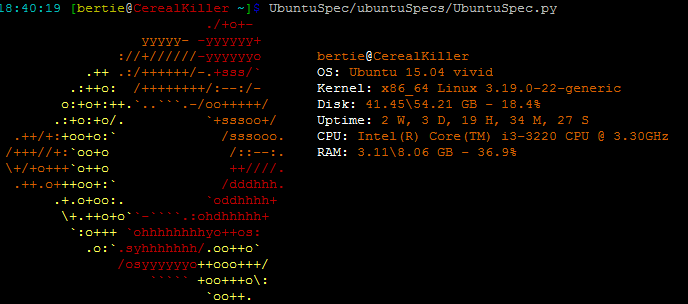 18:40:19 [bertie@CerealKiller ~]$ UbuntuSpec/ubuntuSpecs/UbuntuSpec.py
./+o+-
yyyyy- -yyyyyy+
://+//////-yyyyyyo
bertie@CerealKiller
.++ .:/++++++/-.+sss/`
OS: Ubuntu 15.04 vivid
.:++o: /++++++++/:--:/-
Kernel: x86_64 Linux 3.19.0-22-generic
o:+o+:++.`..```.-/oo+++++/
Disk: 41.45\54.21 GB - 18.4%
.:+o:+o/. `+sssoo+/
Uptime: 2 W, 3 D, 19 H, 34 M, 27 S
.++/+:+oo+o:` /sssooo.
CPU: Intel(R) Core(TM) i3-3220 CPU @ 3.30GHz
/+++//+:`oo+o /::--:.
RAM: 3.11\8.06 GB - 36.9%
\+/+o+++`o++o ++////.
.++.o+++oo+:` /dddhhh.
.+.o+oo:. `oddhhhh+
\+.++o+o``-````.:ohdhhhhh+
`:o+++ `ohhhhhhhhyo++os:
.o:`.syhhhhhhh/.oo++o`
/osyyyyyyo++ooo+++/
````` +oo+++o\:
`oo++.